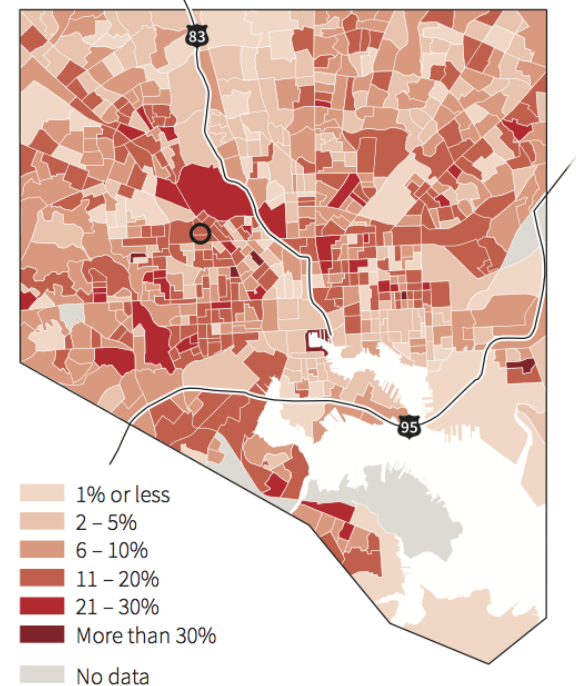 83
95
1% or less
2 – 5%
6 – 10%
11 – 20%
21 – 30%
More than 30%
No data